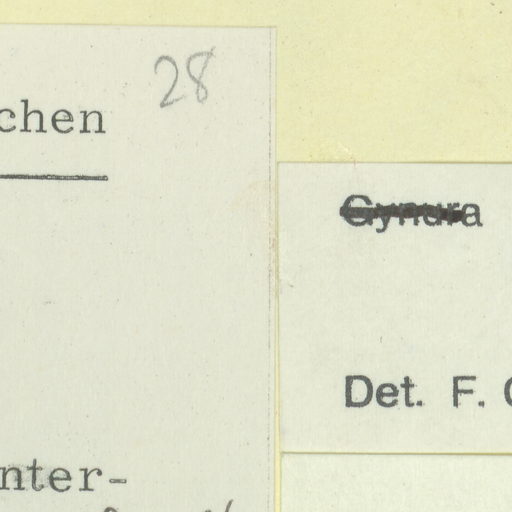 28
chen
Gynura
Det. F.
nter-